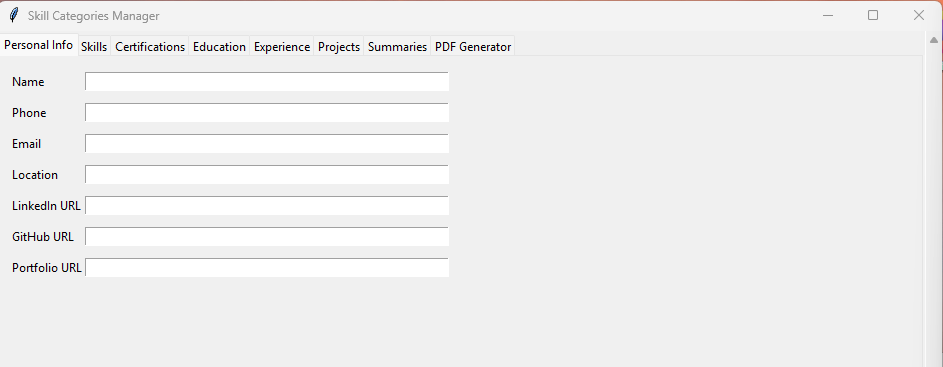 Skill Categories Manager
Personal Info Skills Certifications Education Experience Projects Summaries PDF Generator
Name
Phone
Email
Location
LinkedIn URL
GitHub URL
Portfolio URL